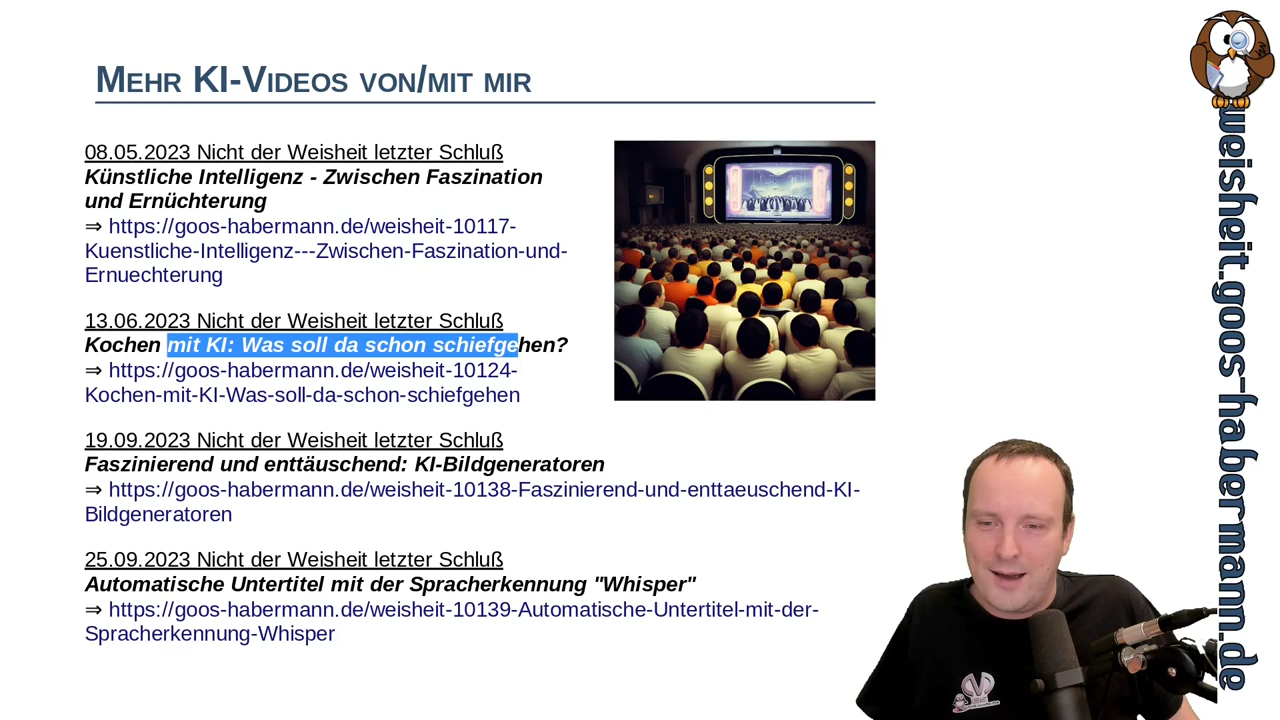 Mehr KI-Videos von/mit mir
08.05.2023 Nicht der Weisheit letzter Schluß
Künstliche Intelligenz - Zwischen Faszination
und Ernüchterung
⇒ https://goos-habermann.de/weisheit-10117-
Kuenstliche-Intelligenz---Zwischen-Faszination-und-
Ernuechterung
13.06.2023 Nicht der Weisheit letzter Schluß
Kochen mit KI: Was soll da schon schiefgehen?
⇒ https://goos-habermann.de/weisheit-10124-
Kochen-mit-KI-Was-soll-da-schon-schiefgehen
19.09.2023 Nicht der Weisheit letzter Schluß
Faszinierend und enttäuschend: KI-Bildgeneratoren
⇒ https://goos-habermann.de/weisheit-10138-Faszinierend-und-enttaeuschend-KI-
Bildgeneratoren
25.09.2023 Nicht der Weisheit letzter Schluß
Automatische Untertitel mit der Spracherkennung "Whisper"
⇒ https://goos-habermann.de/weisheit-10139-Automatische-Untertitel-mit-der-
Spracherkennung-Whisper
weisheit.goos-habermann.de